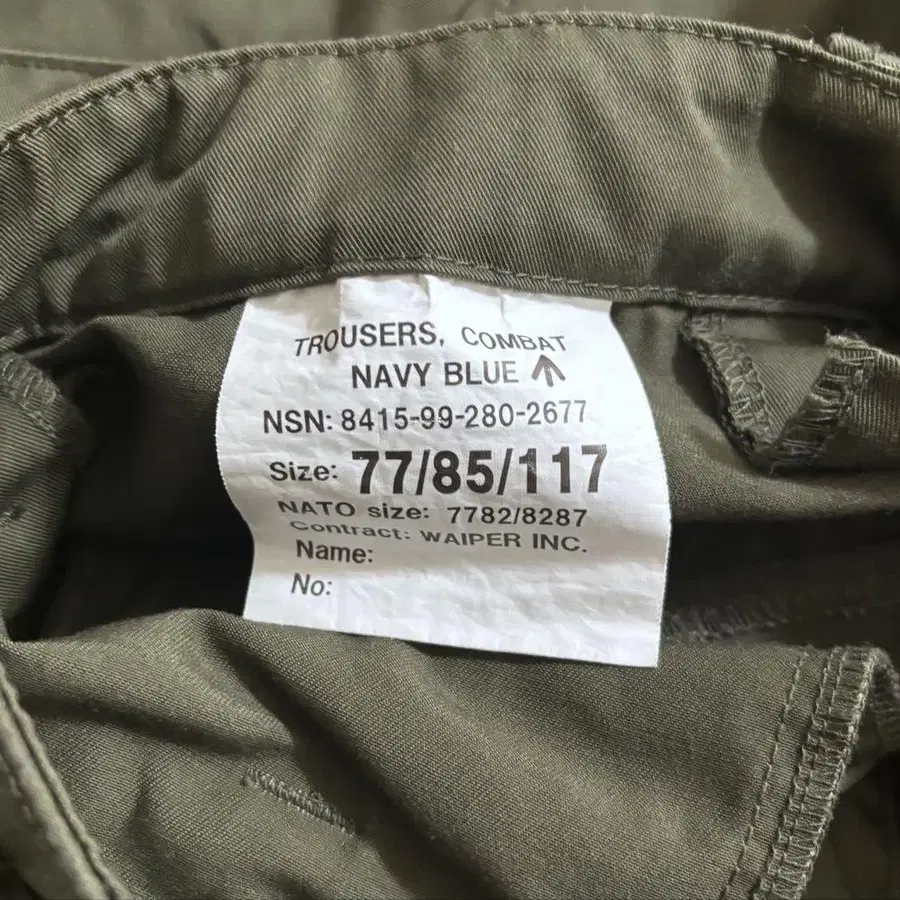 TROUSERS, COMBAT
NAVY BLUE
NSN: 8415-99-280-2677
Size: 77/85/117
NATO size: 7782/8287
Contract: WAIPER INC.
Name:
No: